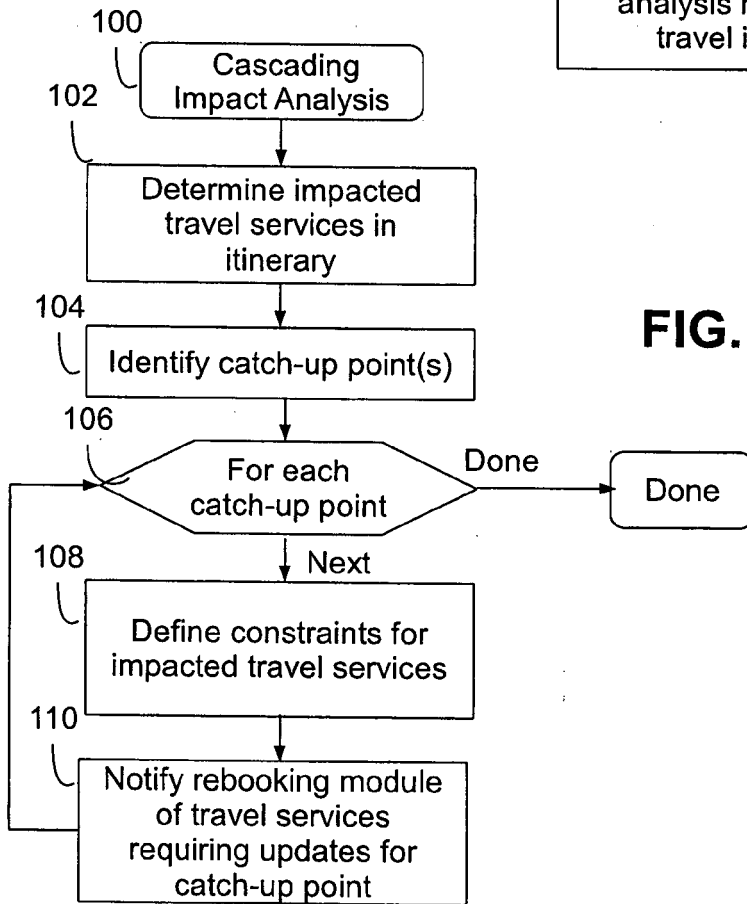 analysis
travel
100
Cascading
Impact Analysis
102
Determine impacted
travel services in
itinerary
104
Identify catch-up point(s)
FIG.
106
For each
catch-up point
Done
Done
Next
108
Define constraints for
impacted travel services
110
Notify rebooking module
of travel services
requiring updates for
catch-up point